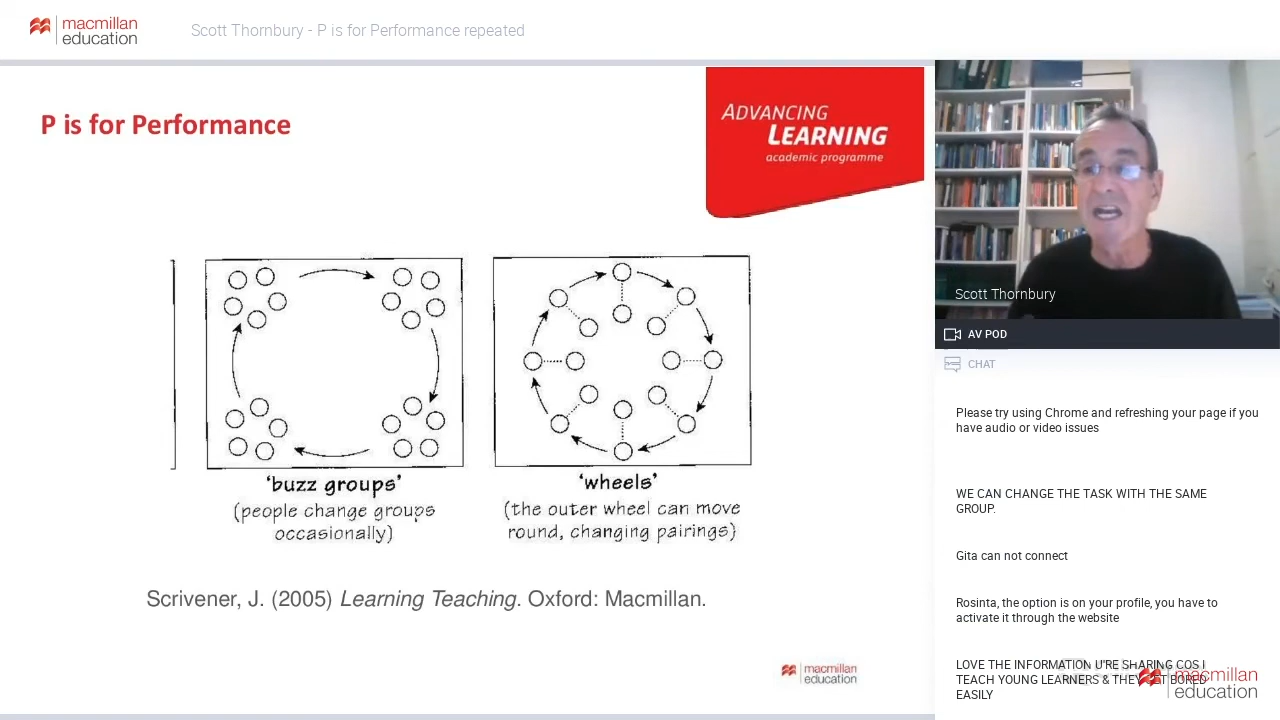 macmillan
education
Scott Thornbury - P is for Performance repeated
P is for Performance
ADVANCING
LEARNING
academic programme
'buzz groups'
(people change groups
occasionally)
'wheels'
(the outer wheel can move
round, changing pairings)
Scrivener, J. (2005) Learning Teaching. Oxford: Macmillan.
macmillan
education
Scott Thornbury
AV POD
CHAT
Please try using Chrome and refreshing your page if you
have audio or video issues
WE CAN CHANGE THE TASK WITH THE SAME
GROUP.
Gita can not connect
Rosinta, the option is on your profile, you have to
activate it through the website
LOVE THE INFORMATION U'RE SHARING COS I
TEACH YOUNG LEARNERS & THEY GET BORED
EASILY
macmillan
education